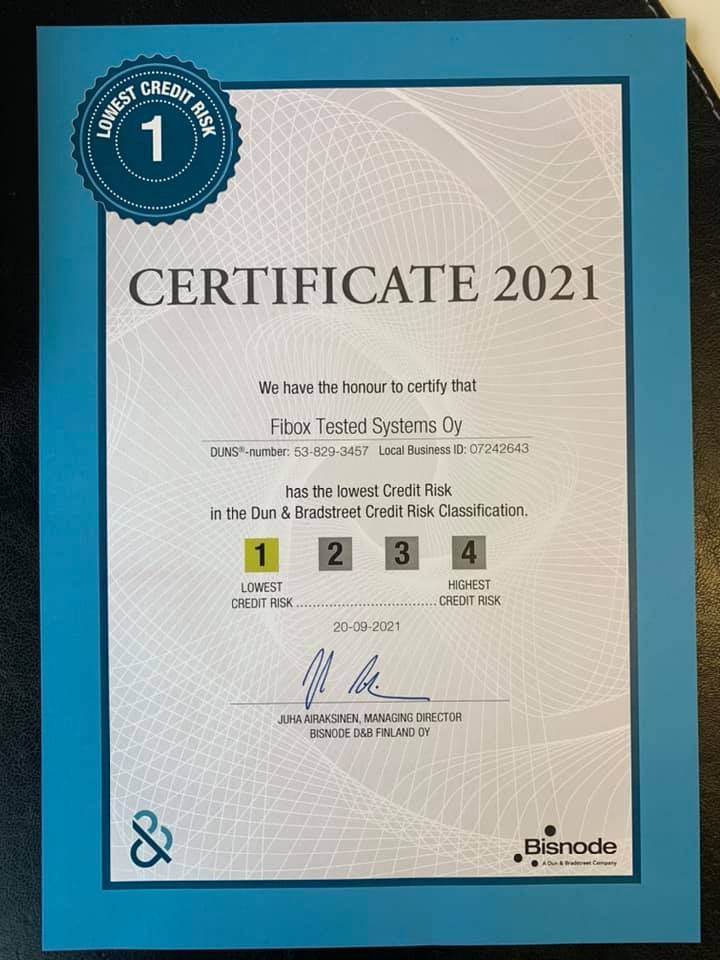 LOWEST CREDIT RISK
1
CERTIFICATE 2021
We have the honour to certify that
Fibox Tested Systems Oy
DUNS®-number: 53-829-3457 Local Business ID: 07242643
has the lowest Credit Risk
in the Dun & Bradstreet Credit Risk Classification.
1 2 3 4
LOWEST HIGHEST
CREDIT RISK ................................... CREDIT RISK
20-09-2021
JUHA AIRAKSINEN, MANAGING DIRECTOR
BISNODE D&B FINLAND OY
&
Bisnode
A Dun & Bradstreet Company